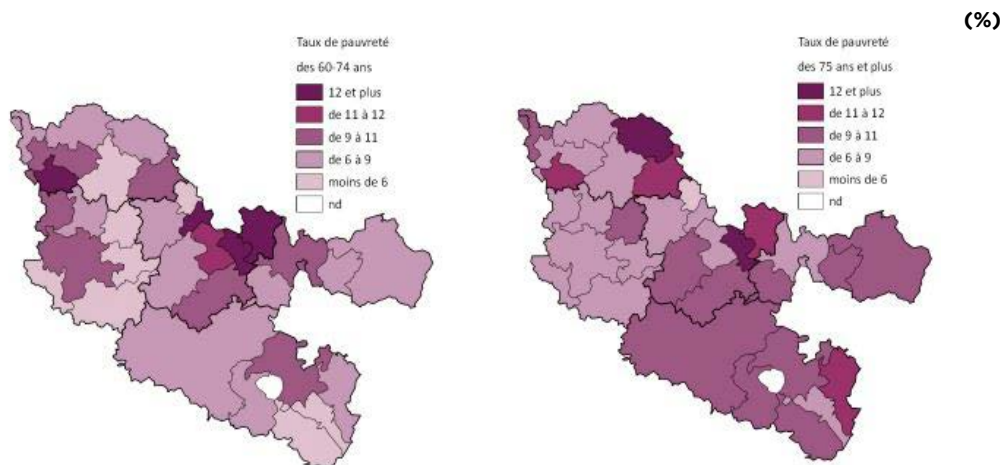 (%)
Taux de pauvreté
des 60-74 ans
12 et plus
de 11 à 12
de 9 à 11
de 6 à 9
moins de 6
nd
Taux de pauvreté
des 75 ans et plus
12 et plus
de 11 à 12
de 9 à 11
de 6 à 9
moins de 6
nd